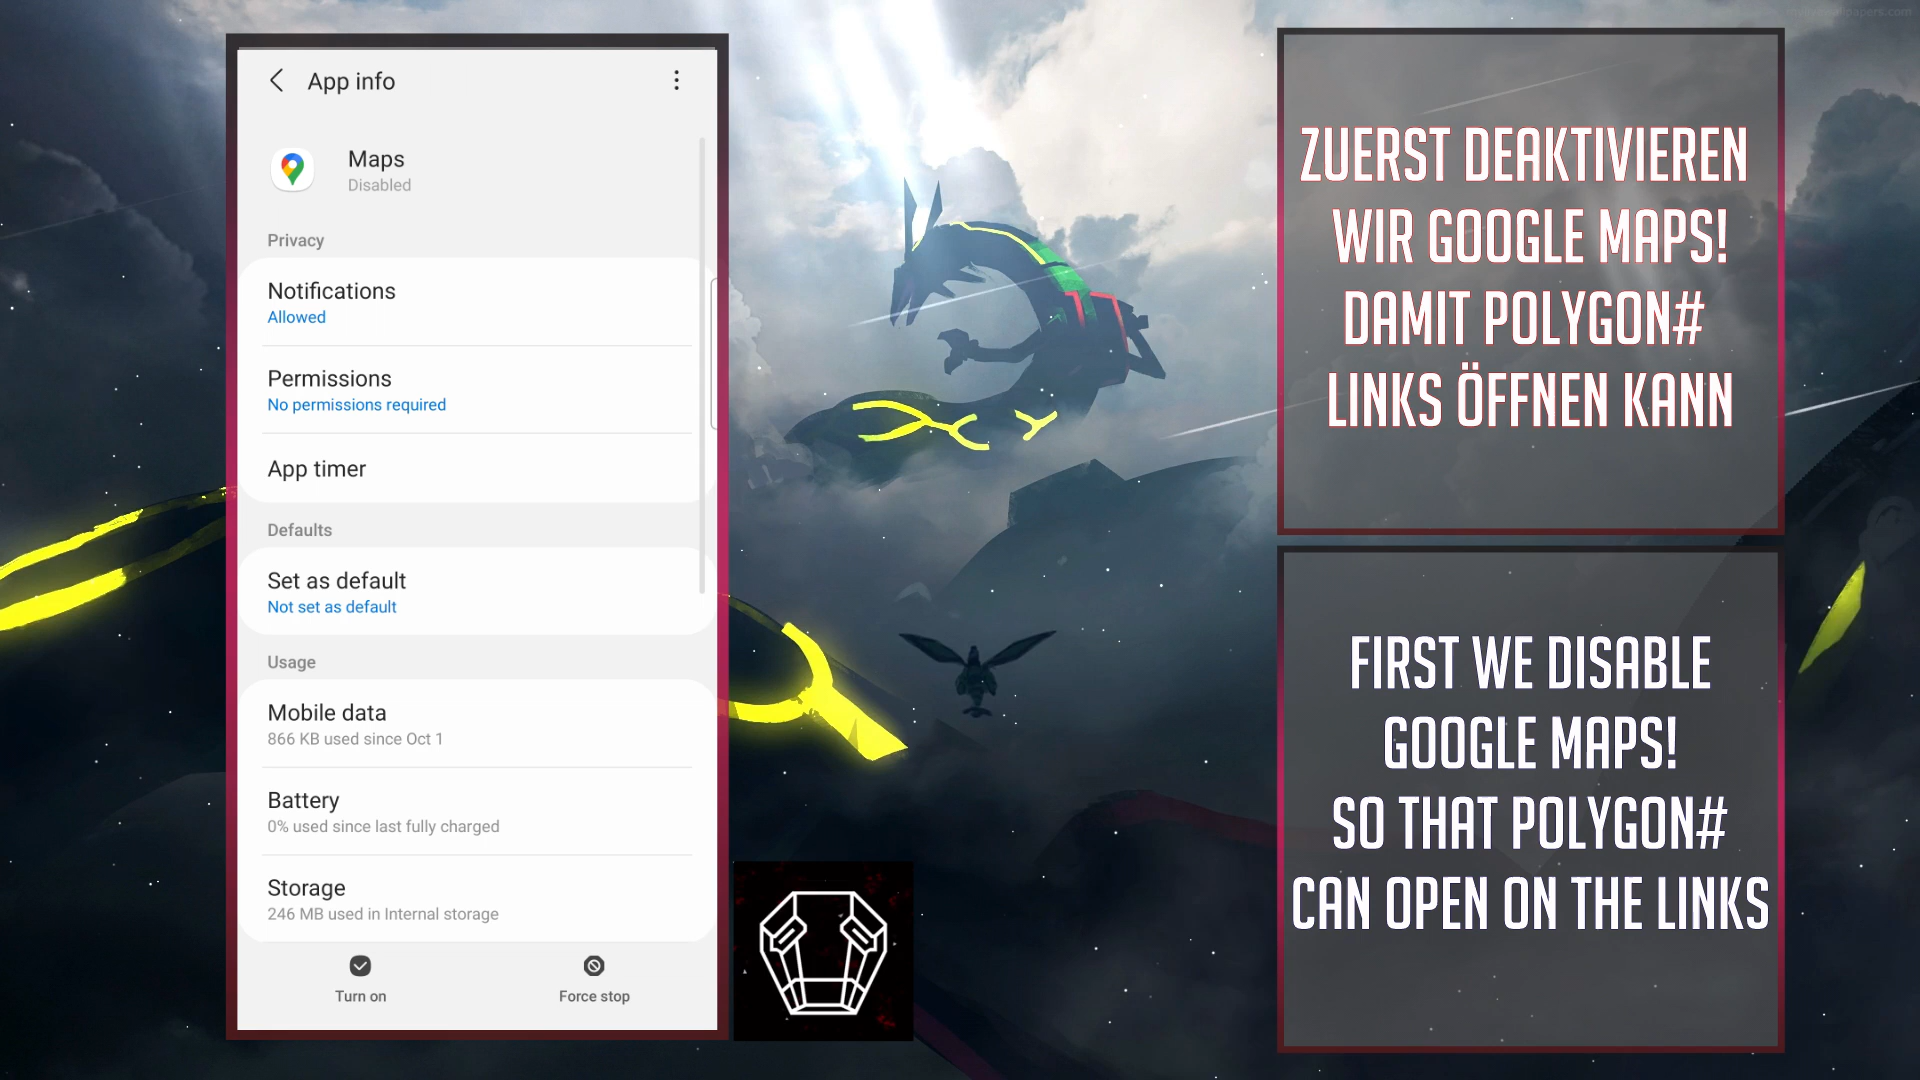 App info
Maps
Disabled
Privacy
Notifications
Allowed
Permissions
No permissions required
App timer
Defaults
Set as default
Not set as default
Usage
Mobile data
866 KB used since Oct 1
Battery
0% used since last fully charged
Storage
246 MB used in Internal storage
Turn on
Force stop
ZUERST DEAKTIVIEREN
WIR GOOGLE MAPS!
DAMIT POLYGON#
LINKS ÖFFNEN KANN
FIRST WE DISABLE
GOOGLE MAPS!
SO THAT POLYGON#
CAN OPEN ON THE LINKS